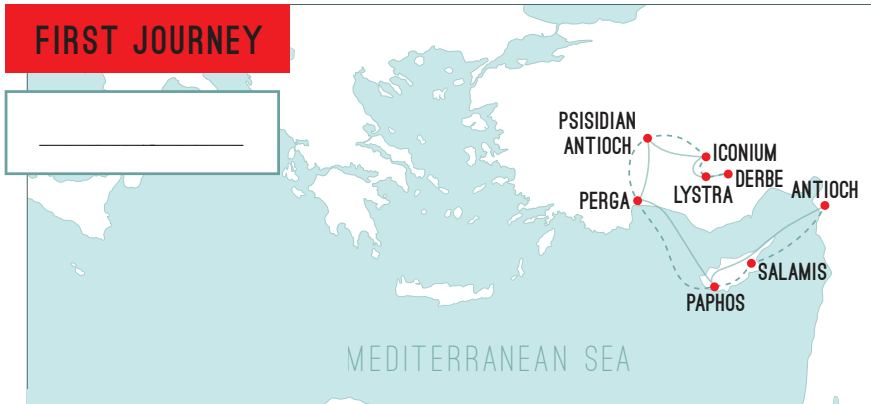 FIRST JOURNEY
PSISIDIAN
ANTIOCH
ICONIUM
DERBE
LYSTRA
ANTIOCH
PERGA
SALAMIS
PAPHOS
MEDITERRANEAN SEA